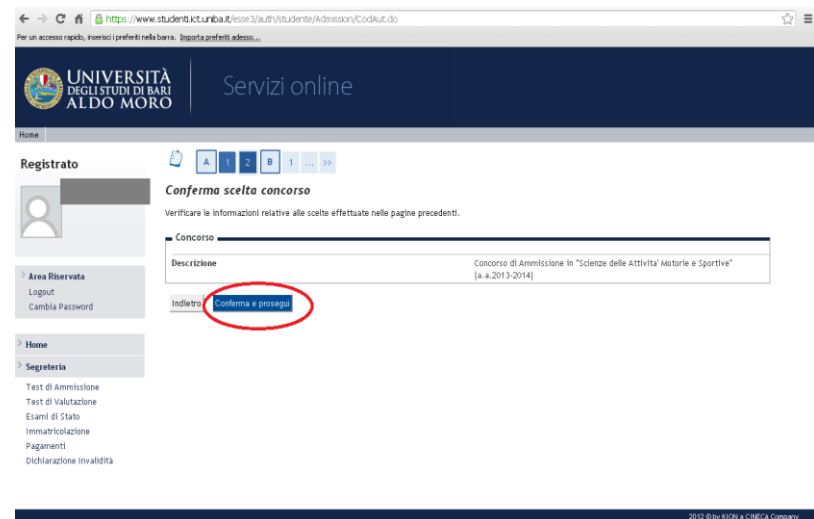 https://www.studenti.ict.uniba.it/esse3/auth/studente/Admission/CodAut.do
Per un accesso rapido, inserisci i preferiti nella barra. Importa preferiti adesso...
UNIVERSITÀ
DEGLI STUDI DI BARI
ALDO MORO
Servizi online
Home
Registrato
A 1 2 B 1 ... >>
Conferma scelta concorso
Verificare le informazioni relative alle scelte effettuate nelle pagine precedenti.
Concorso
Descrizione
Concorso di Ammissione in "Scienze delle Attivita' Motorie e Sportive"
(a.a.2013-2014)
Indietro Conferma e prosegui
> Area Riservata
Logout
Cambia Password
> Home
> Segreteria
Test di Ammissione
Test di Valutazione
Esami di Stato
Immatricolazione
Pagamenti
Dichiarazione Invalidità
2012 © by KION a CINECA Company